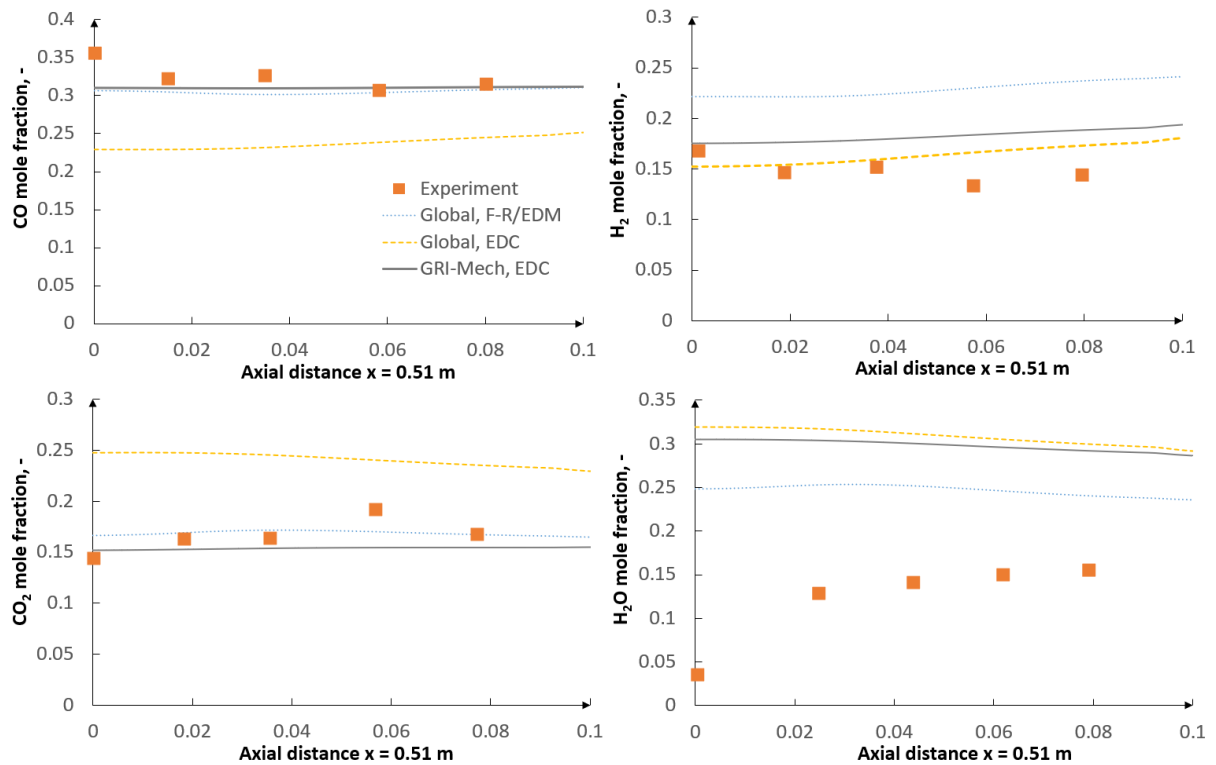 CO mole fraction, -
0.4
0.35
0.3
0.25
0.2
0.15
0.1
0.05
0
Experiment
Global, F-R/EDM
Global, EDC
GRI-Mech, EDC
0 0.02 0.04 0.06 0.08 0.1
Axial distance x = 0.51 m
H₂ mole fraction, -
0.3
0.25
0.2
0.15
0.1
0.05
0
0 0.02 0.04 0.06 0.08 0.1
Axial distance x = 0.51 m
CO₂ mole fraction, -
0.3
0.25
0.2
0.15
0.1
0.05
0
0 0.02 0.04 0.06 0.08 0.1
Axial distance x = 0.51 m
H₂O mole fraction, -
0.35
0.3
0.25
0.2
0.15
0.1
0.05
0
0 0.02 0.04 0.06 0.08 0.1
Axial distance x = 0.51 m